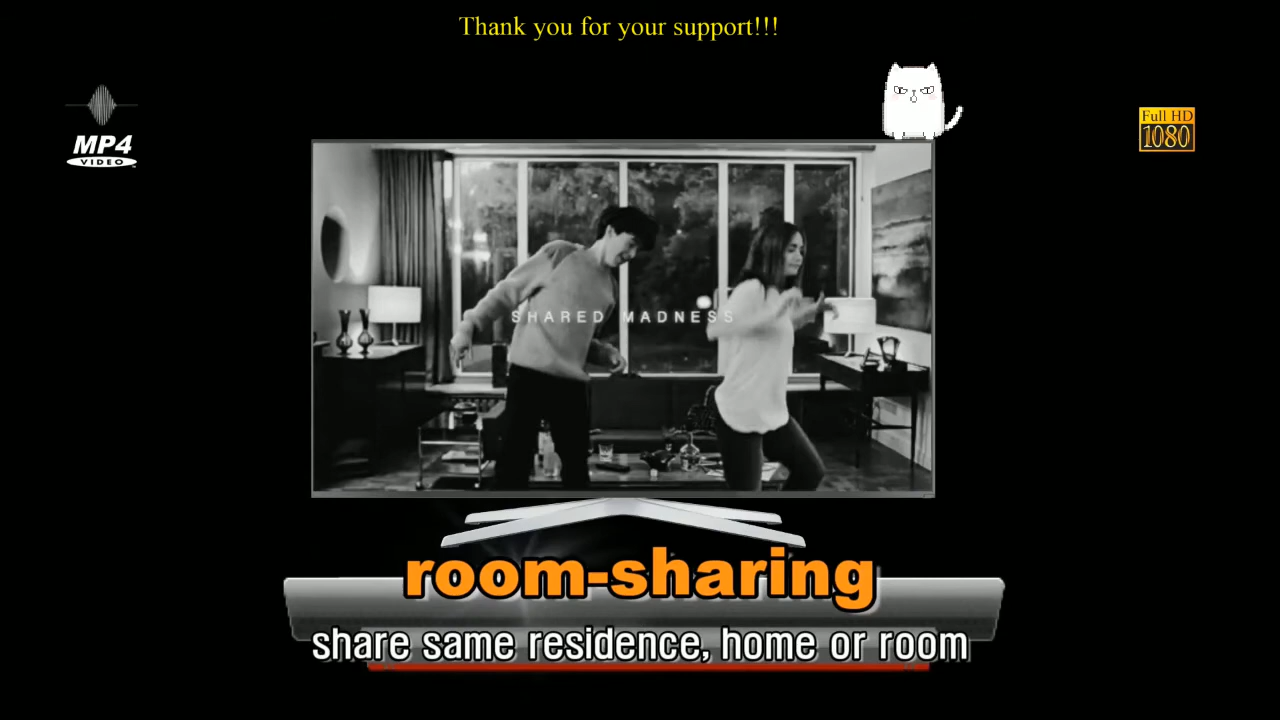 Thank you for your support!!!
MP4
VIDEO
Full HD
1080
SHARED MADNESS
room-sharing
share same residence, home or room